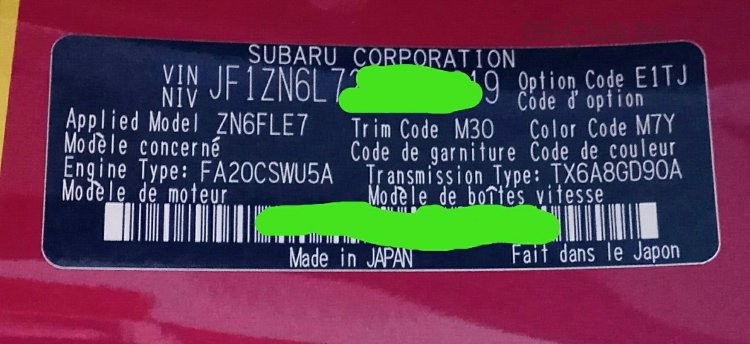 SUBARU CORPORATION
VIN JF1ZN6L7 19 Option Code E1TJ
NIV Code d'option
Applied Model ZN6FLE7 Trim Code M30 Color Code M7Y
Modèle concerné Code de garniture Code de couleur
Engine Type: FA20CSWU5A Transmission Type: TX6A8GD90A
Modèle de moteur Modèle de boîtes vitesse
Made in JAPAN Fait dans le Japon